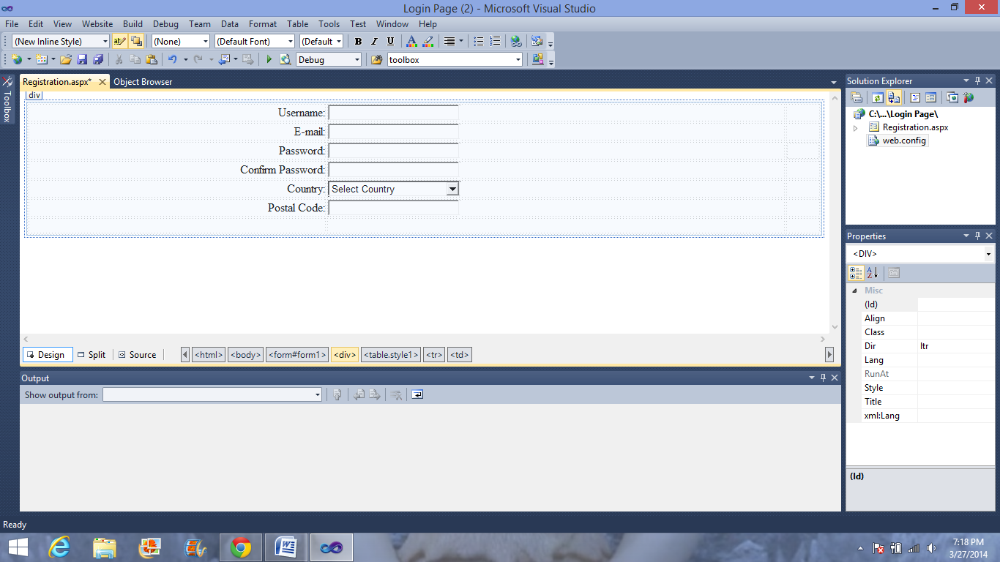 Login Page (2) - Microsoft Visual Studio
File Edit View Website Build Debug Team Data Format Table Tools Test Window Help
(New Inline Style) ab (None) (Default Font) (Default B I U A
Debug toolbox
Toolbox
Registration.aspx* Object Browser
div
Username:
E-mail:
Password:
Confirm Password:
Country: Select Country
Postal Code:
Design Split Source <html> <body> <form#form1> <div> <table.style1> <tr> <td>
Output
Show output from:
Solution Explorer
C:\...\Login Page\
Registration.aspx
web.config
Properties
<DIV>
A
Z
Misc
(Id)
Align
Class
Dir ltr
Lang
RunAt
Style
Title
xml:Lang
(Id)
Ready
W
7:18 PM
3/27/2014